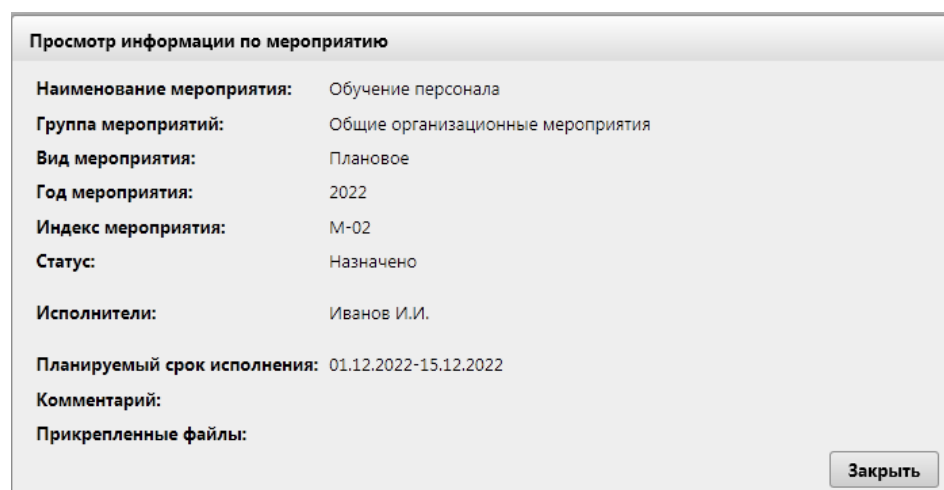 Просмотр информации по мероприятию
Наименование мероприятия: Обучение персонала
Группа мероприятий: Общие организационные мероприятия
Вид мероприятия: Плановое
Год мероприятия: 2022
Индекс мероприятия: М-02
Статус: Назначено
Исполнители: Иванов И.И.
Планируемый срок исполнения: 01.12.2022-15.12.2022
Комментарий:
Прикрепленные файлы:
Закрыть